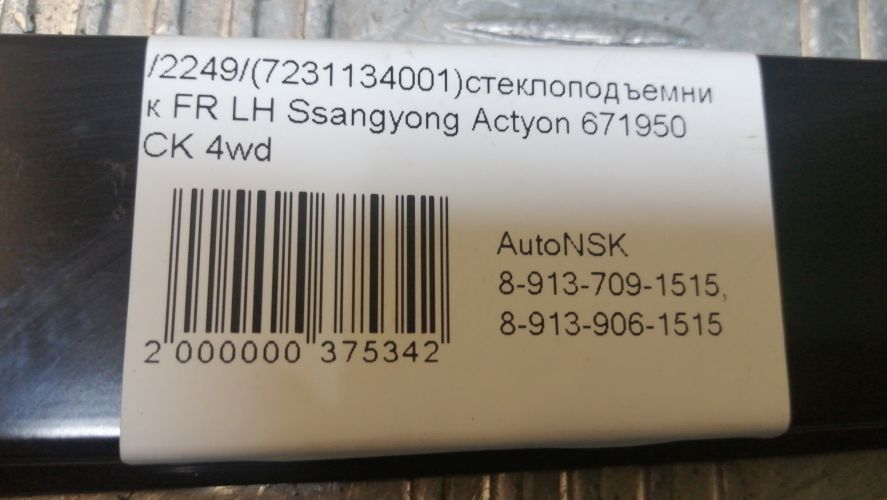 /2249/(7231134001)стеклоподъемни
к FR LH Ssangyong Actyon 671950
CK 4wd
AutoNSK
8-913-709-1515,
8-913-906-1515
2 000000 375342